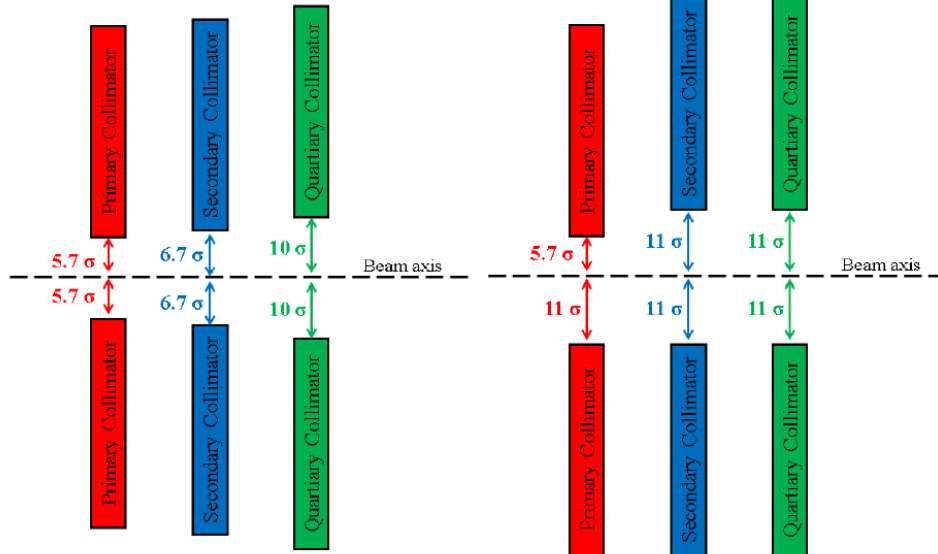 Primary Collimator
Secondary Collimator
Quartiary Collimator
5.7 σ
6.7 σ
10 σ
Beam axis
5.7 σ
6.7 σ
10 σ
Primary Collimator
Secondary Collimator
Quartiary Collimator
Primary Collimator
Secondary Collimator
Quartiary Collimator
5.7 σ
11 σ
11 σ
Beam axis
11 σ
11 σ
11 σ
Primary Collimator
Secondary Collimator
Quartiary Collimator